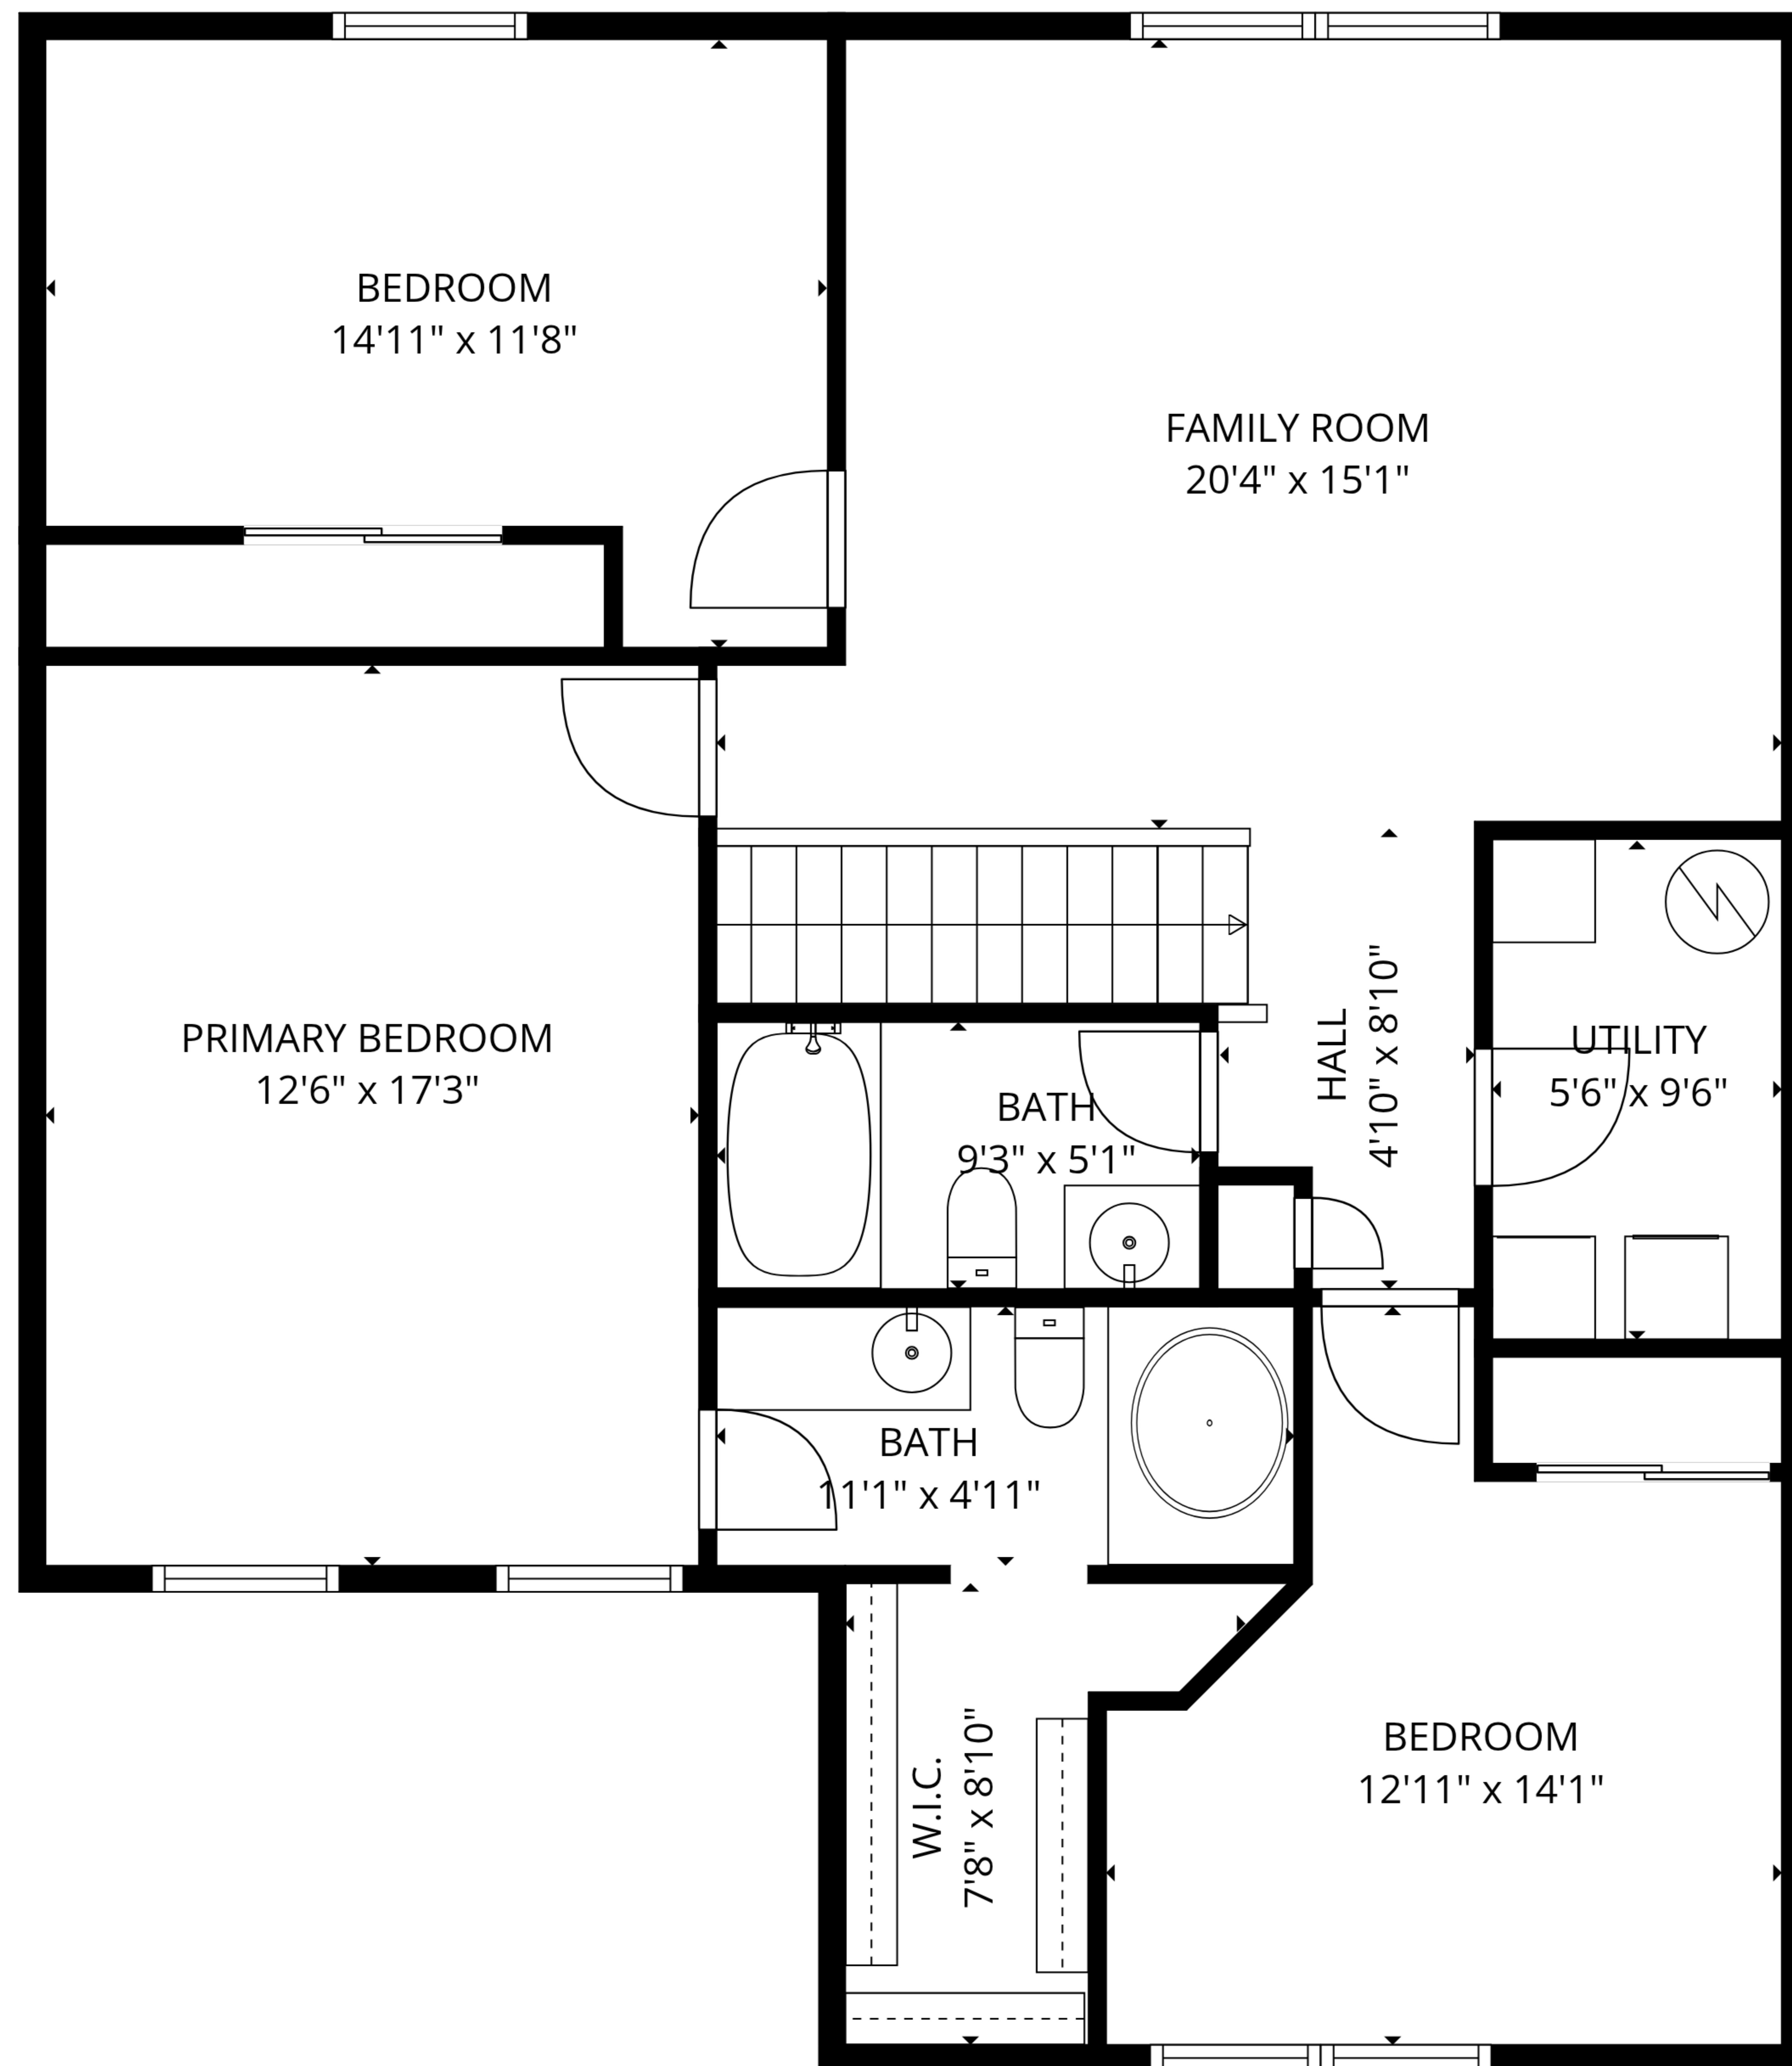 BEDROOM
14'11" x 11'8"
FAMILY ROOM
20'4" x 15'1"
PRIMARY BEDROOM
12'6" x 17'3"
HALL
4'10" x 8'10"
UTILITY
5'6" x 9'6"
BATH
9'3" x 5'1"
BATH
11'1" x 4'11"
W.I.C.
7'8" x 8'10"
BEDROOM
12'11" x 14'1"